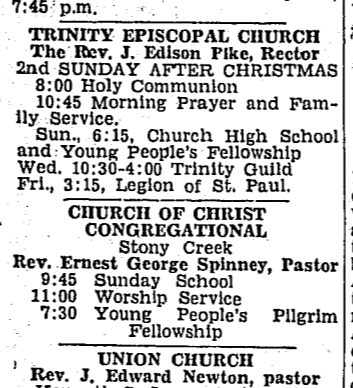 7:45 p.m.
TRINITY EPISCOPAL CHURCH
The Rev. J. Edison Pike, Rector
2nd SUNDAY AFTER CHRISTMAS
8:00 Holy Communion
10:45 Morning Prayer and Fam-
ily Service.
Sun., 6:15, Church High School
and Young People's Fellowship
Wed. 10:30-4:00 Trinity Guild
Fri., 3:15, Legion of St. Paul.
CHURCH OF CHRIST
CONGREGATIONAL
Stony Creek
Rev. Ernest George Spinney, Pastor
9:45 Sunday School
11:00 Worship Service
7:30 Young People's Pilgrim
Fellowship
UNION CHURCH
Rev. J. Edward Newton, pastor